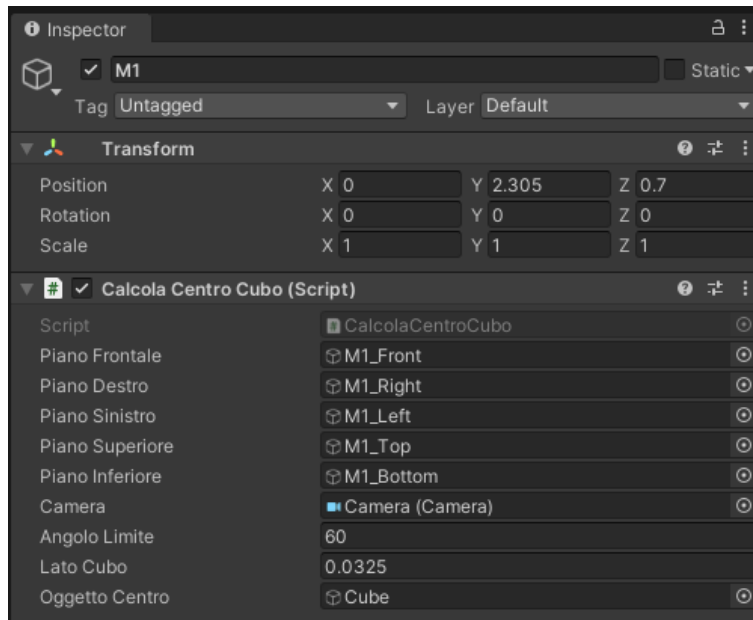 Inspector
M1
Static
Tag Untagged Layer Default
Transform
Position X 0 Y 2.305 Z 0.7
Rotation X 0 Y 0 Z 0
Scale X 1 Y 1 Z 1
# Calcola Centro Cubo (Script)
Script # CalcolaCentroCubo
Piano Frontale M1_Front
Piano Destro M1_Right
Piano Sinistro M1_Left
Piano Superiore M1_Top
Piano Inferiore M1_Bottom
Camera Camera (Camera)
Angolo Limite 60
Lato Cubo 0.0325
Oggetto Centro Cube